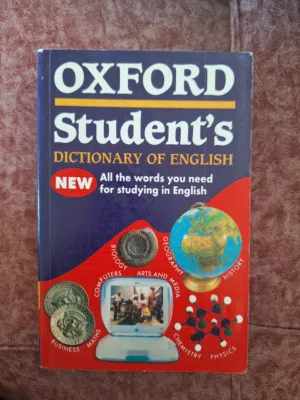 OXFORD
Student's
DICTIONARY OF ENGLISH
NEW
All the words you need
for studying in English
BIOLOGY
GEOGRAPHY
HISTORY
COMPUTERS
ARTS AND MEDIA
BUSINESS
MATHS
CHEMISTRY
PHYSICS